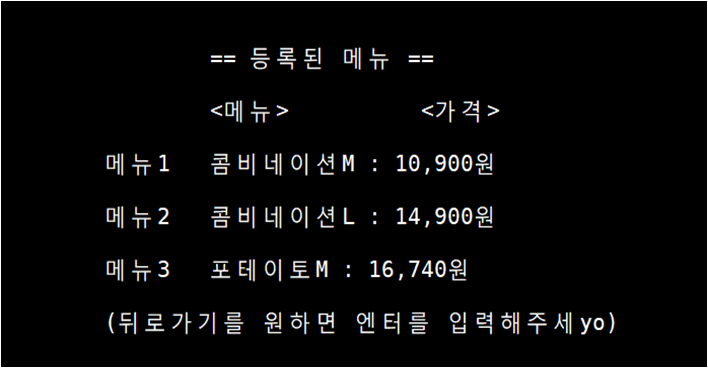 == 등록된 메뉴 ==
<메뉴> <가격>
메뉴1 콤비네이션M : 10,900원
메뉴2 콤비네이션L : 14,900원
메뉴3 포테이토M : 16,740원
(뒤로가기를 원하면 엔터를 입력해주세yo)